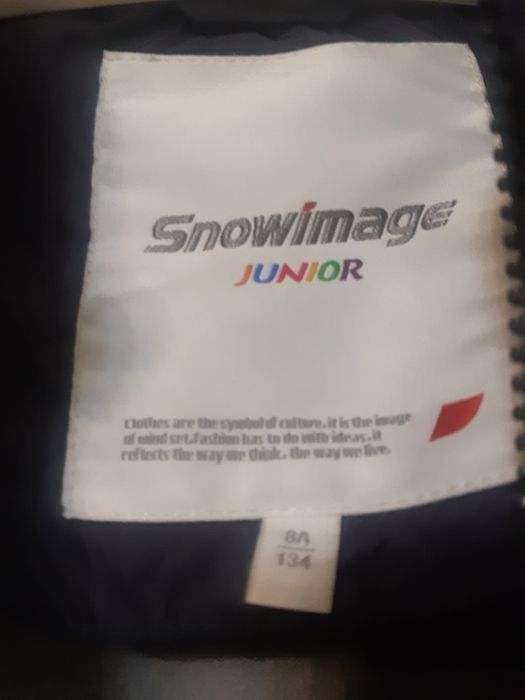 Snowimage
JUNIOR
Clothes are the symbol of culture.it is the image
of mind set.Fashion has to do with ideas.it
reflects the way we think. the way we live.
8A
134